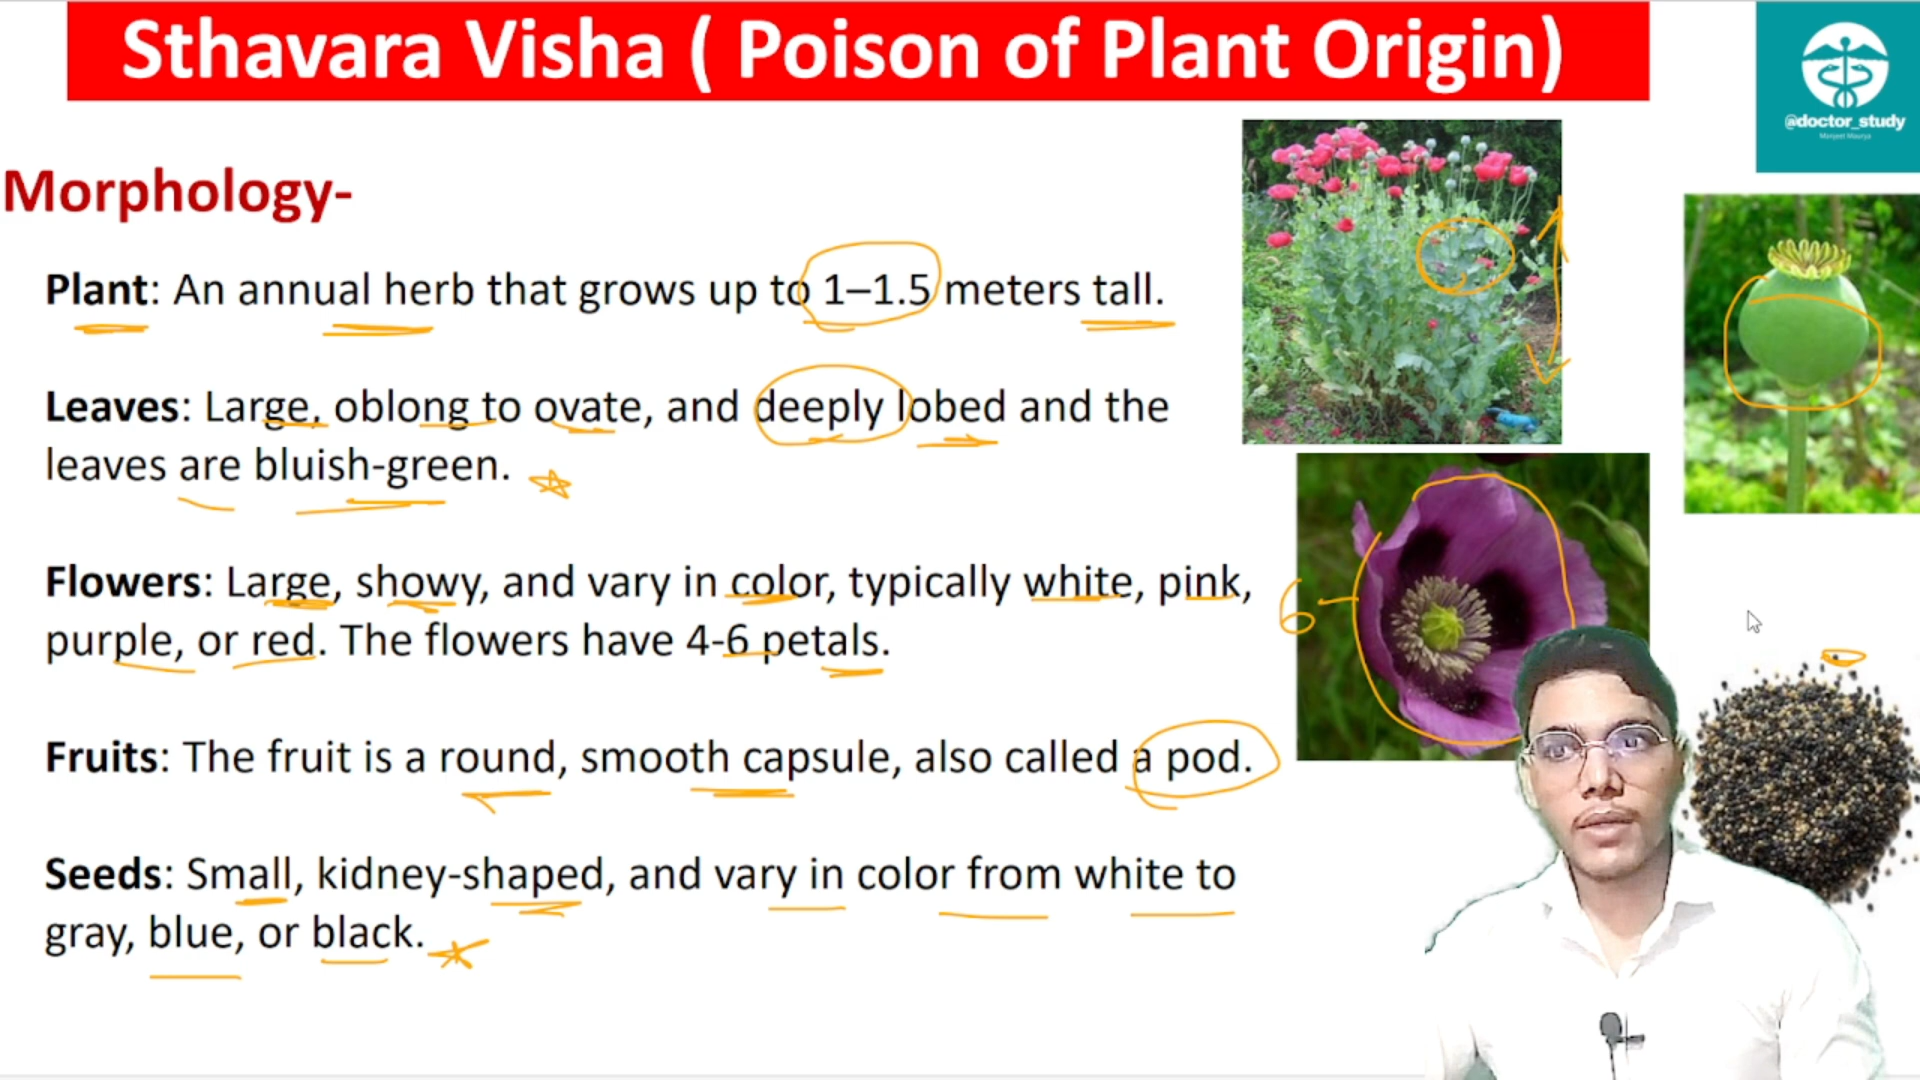 Sthavara Visha ( Poison of Plant Origin)
@doctor_study
Manjeet Maurya
Morphology-
Plant: An annual herb that grows up to 1–1.5 meters tall.
Leaves: Large, oblong to ovate, and deeply lobed and the
leaves are bluish-green.
Flowers: Large, showy, and vary in color, typically white, pink,
purple, or red. The flowers have 4-6 petals.
6
Fruits: The fruit is a round, smooth capsule, also called a pod.
Seeds: Small, kidney-shaped, and vary in color from white to
gray, blue, or black.